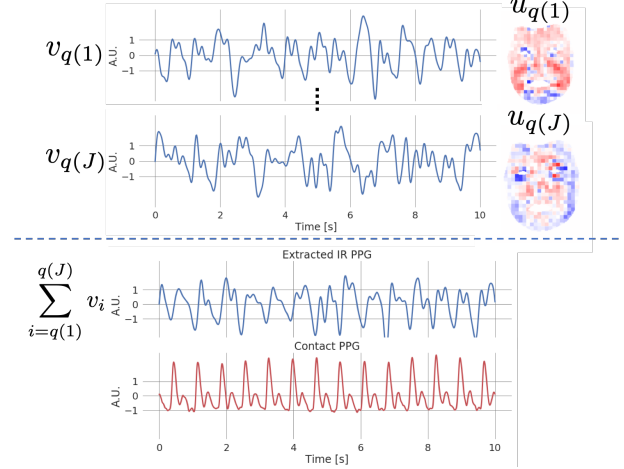 v_{q(1)}
A.U.
1
0
−1
u_{q(1)}
v_{q(J)}
A.U.
1
0
−1
0 2 4 6 8 10
Time [s]
u_{q(J)}
Extracted IR PPG
\sum_{i=q(1)}^{q(J)} v_i
A.U.
1
0
−1
Contact PPG
A.U.
1
0
−1
0 2 4 6 8 10
Time [s]